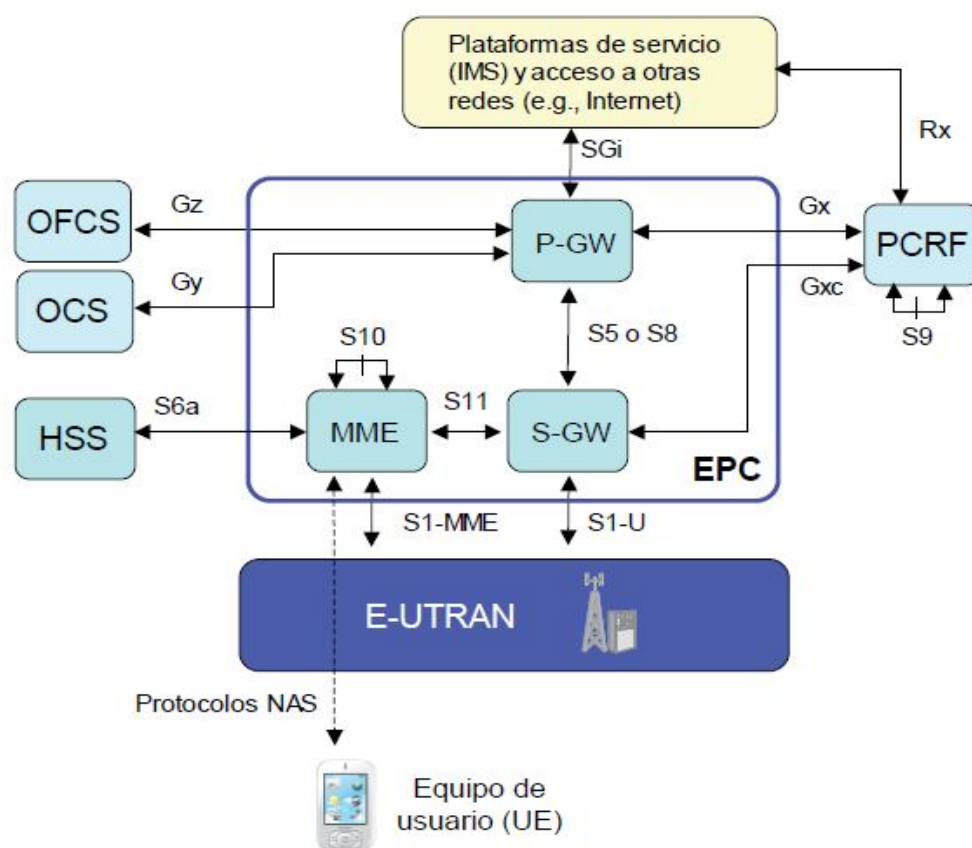 Plataformas de servicio
(IMS) y acceso a otras
redes (e.g., Internet)
SGi
Rx
OFCS
Gz
P-GW
Gx
PCRF
OCS
Gy
Gxc
S9
S10
S5 o S8
HSS
S6a
MME
S11
S-GW
EPC
S1-MME
S1-U
E-UTRAN
Protocolos NAS
Equipo de
usuario (UE)